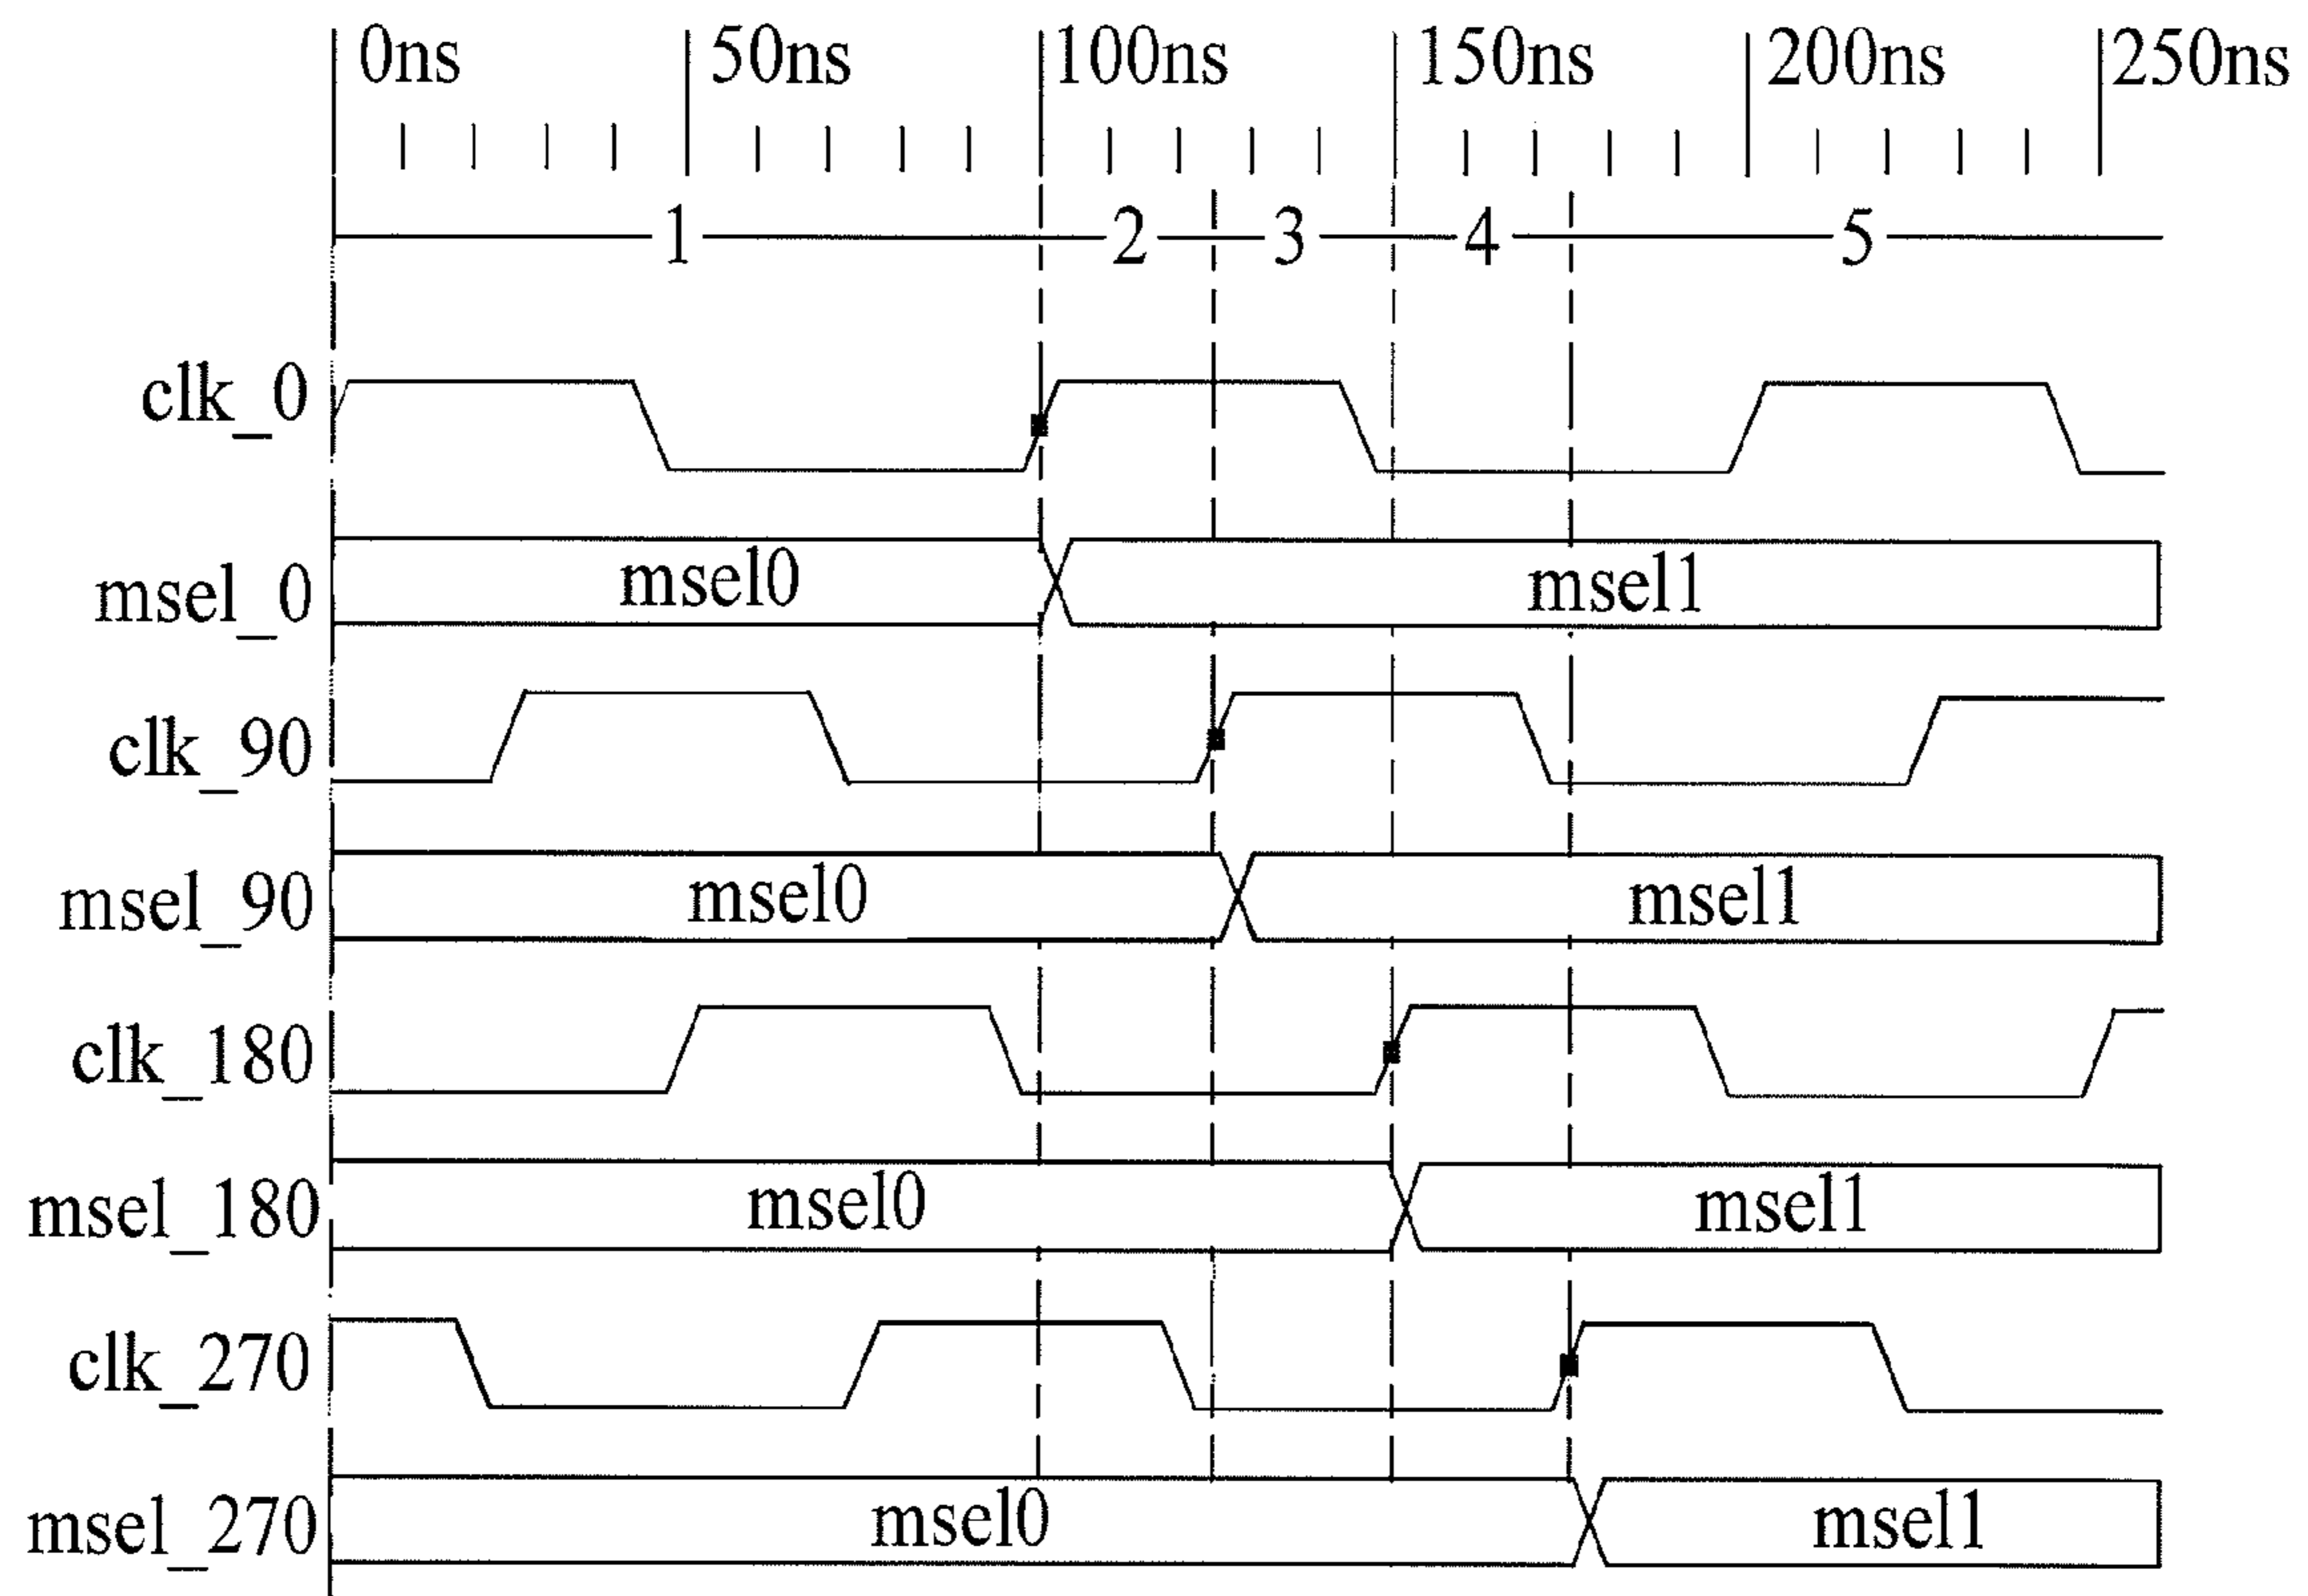 0ns 50ns 100ns 150ns 200ns 250ns
1 2 3 4 5
clk_0
msel_0 msel0 msel1
clk_90
msel_90 msel0 msel1
clk_180
msel_180 msel0 msel1
clk_270
msel_270 msel0 msel1